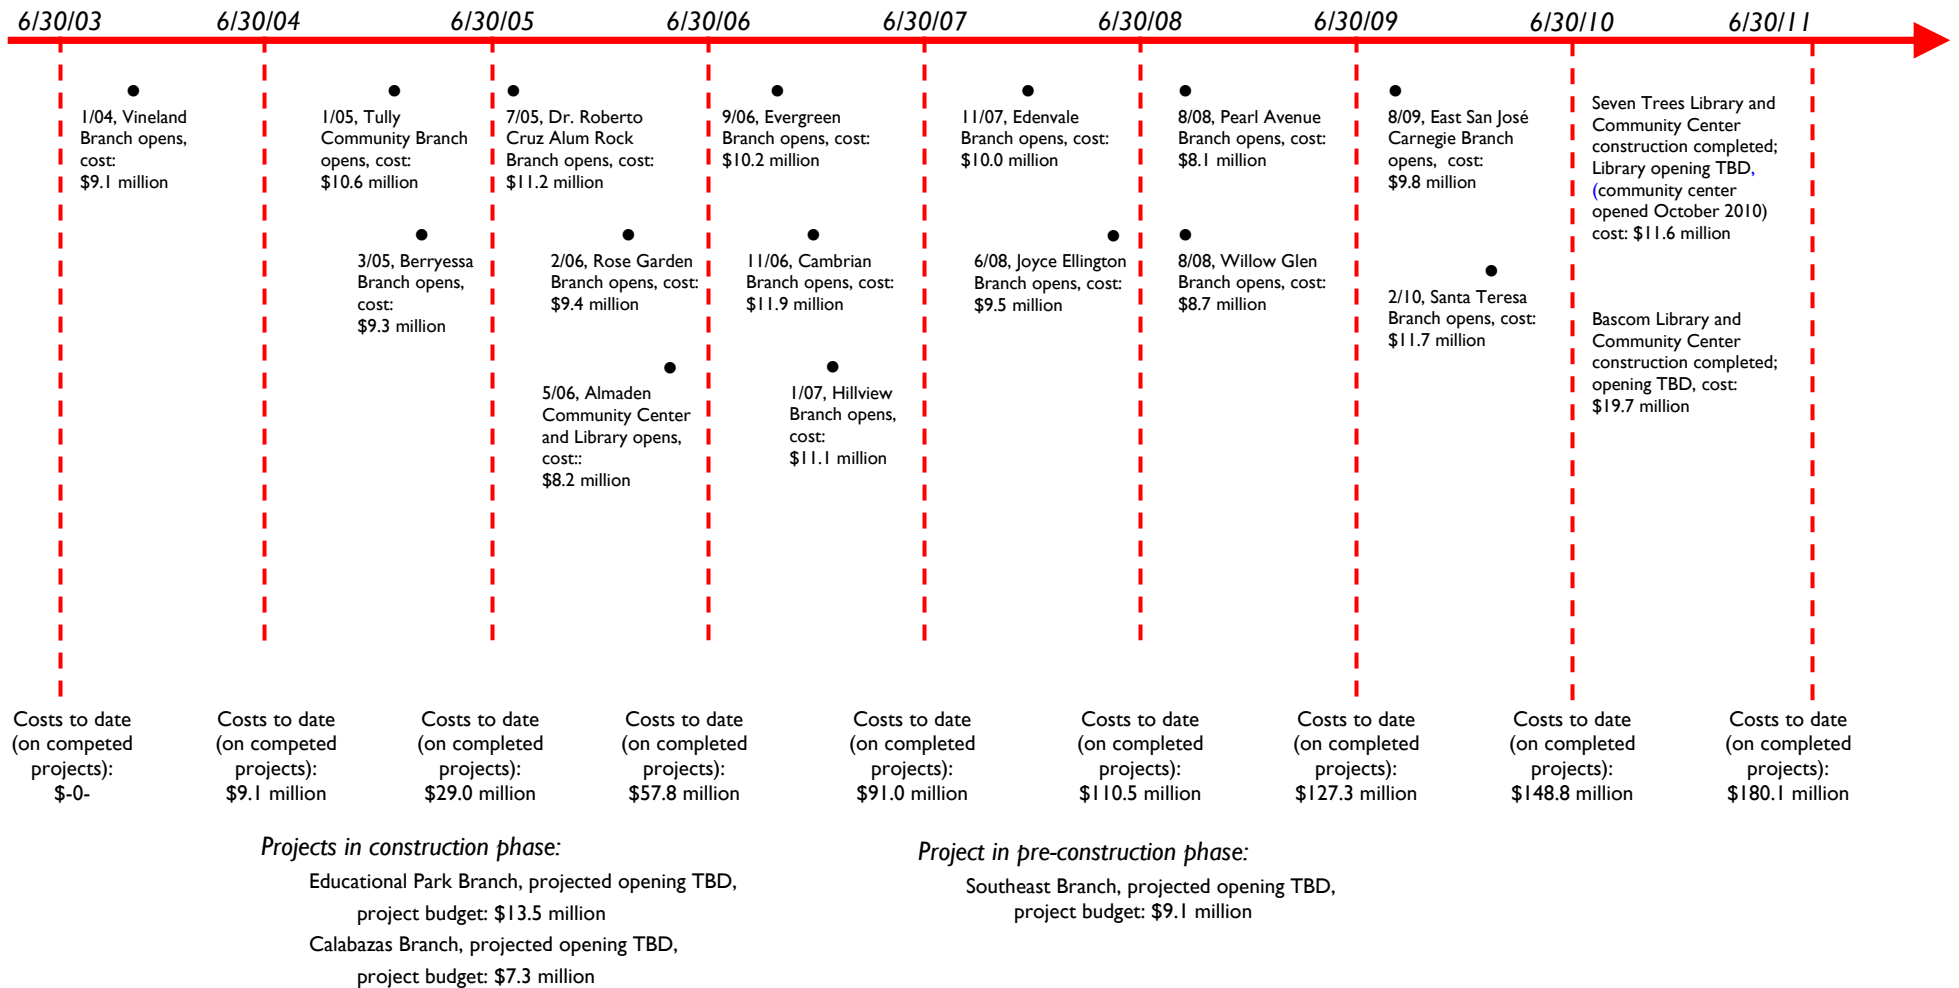 6/30/03
6/30/04
6/30/05
6/30/06
6/30/07
6/30/08
6/30/09
6/30/10
6/30/11
1/04, Vineland
Branch opens,
cost:
$9.1 million
1/05, Tully
Community Branch
opens, cost:
$10.6 million
3/05, Berryessa
Branch opens,
cost:
$9.3 million
7/05, Dr. Roberto
Cruz Alum Rock
Branch opens, cost:
$11.2 million
2/06, Rose Garden
Branch opens, cost:
$9.4 million
5/06, Almaden
Community Center
and Library opens,
cost::
$8.2 million
9/06, Evergreen
Branch opens, cost:
$10.2 million
11/06, Cambrian
Branch opens, cost:
$11.9 million
1/07, Hillview
Branch opens,
cost:
$11.1 million
11/07, Edenvale
Branch opens, cost:
$10.0 million
6/08, Joyce Ellington
Branch opens, cost:
$9.5 million
8/08, Pearl Avenue
Branch opens, cost:
$8.1 million
8/08, Willow Glen
Branch opens, cost:
$8.7 million
8/09, East San José
Carnegie Branch
opens, cost:
$9.8 million
2/10, Santa Teresa
Branch opens, cost:
$11.7 million
Seven Trees Library and
Community Center
construction completed;
Library opening TBD,
(community center
opened October 2010)
cost: $11.6 million
Bascom Library and
Community Center
construction completed;
opening TBD, cost:
$19.7 million
Costs to date
(on competed
projects):
$-0-
Costs to date
(on competed
projects):
$9.1 million
Costs to date
(on completed
projects):
$29.0 million
Costs to date
(on completed
projects):
$57.8 million
Costs to date
(on completed
projects):
$91.0 million
Costs to date
(on completed
projects):
$110.5 million
Costs to date
(on completed
projects):
$127.3 million
Costs to date
(on completed
projects):
$148.8 million
Costs to date
(on completed
projects):
$180.1 million
Projects in construction phase:
Educational Park Branch, projected opening TBD,
project budget: $13.5 million
Calabazas Branch, projected opening TBD,
project budget: $7.3 million
Project in pre-construction phase:
Southeast Branch, projected opening TBD,
project budget: $9.1 million